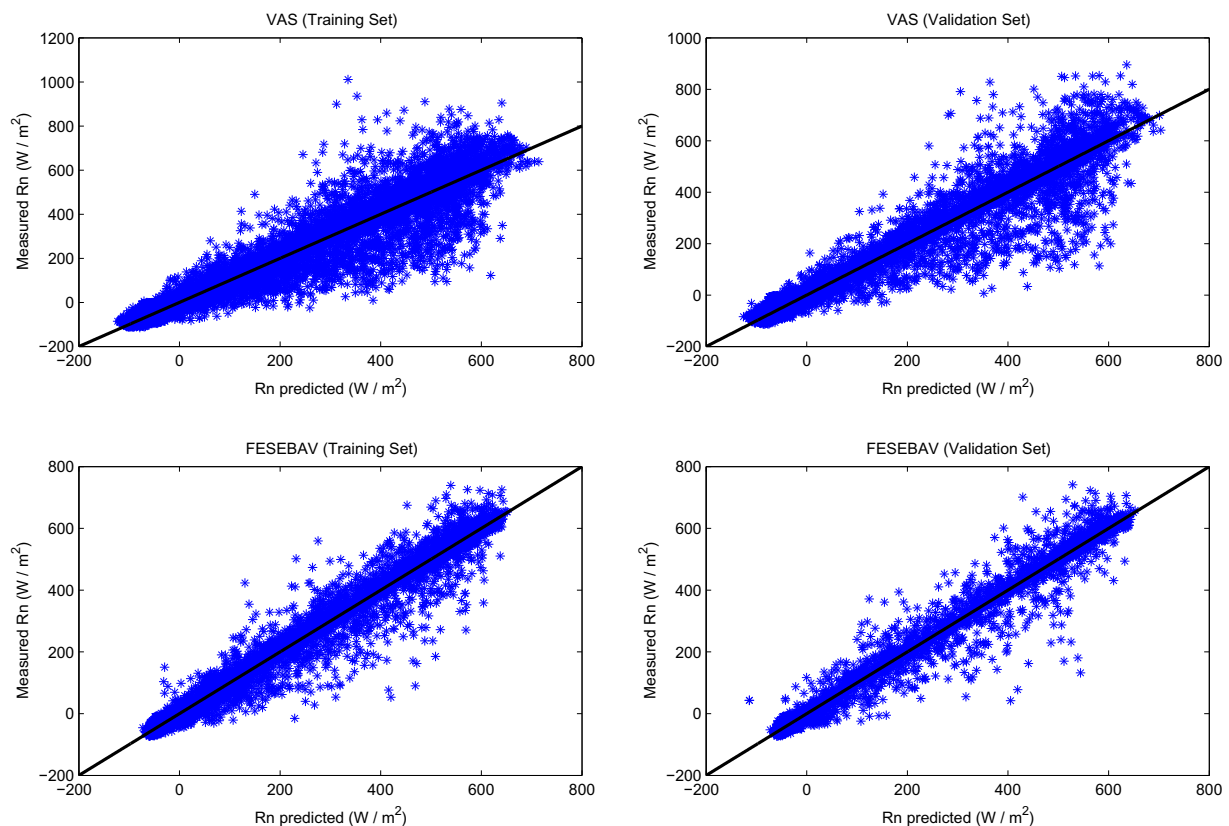 VAS (Training Set)
1200
1000
800
600
400
200
0
−200
−200 0 200 400 600 800
Measured Rn (W / m²)
Rn predicted (W / m²)
VAS (Validation Set)
1000
800
600
400
200
0
−200
−200 0 200 400 600 800
Measured Rn (W / m²)
Rn predicted (W / m²)
FESEBAV (Training Set)
800
600
400
200
0
−200
−200 0 200 400 600 800
Measured Rn (W / m²)
Rn predicted (W / m²)
FESEBAV (Validation Set)
800
600
400
200
0
−200
−200 0 200 400 600 800
Measured Rn (W / m²)
Rn predicted (W / m²)